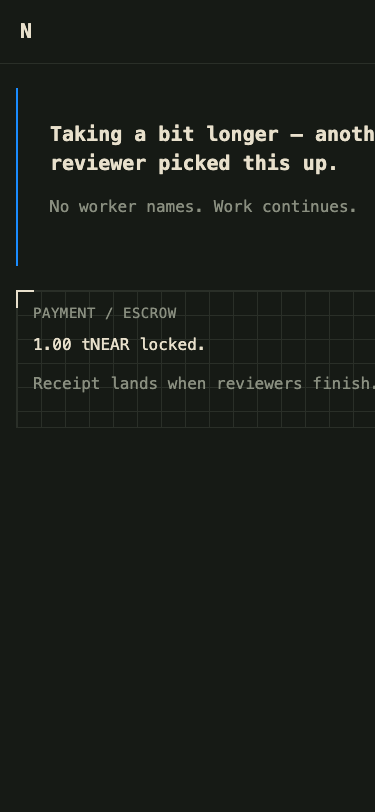 N
Taking a bit longer — anoth
reviewer picked this up.
No worker names. Work continues.
PAYMENT / ESCROW
1.00 tNEAR locked.
Receipt lands when reviewers finish.